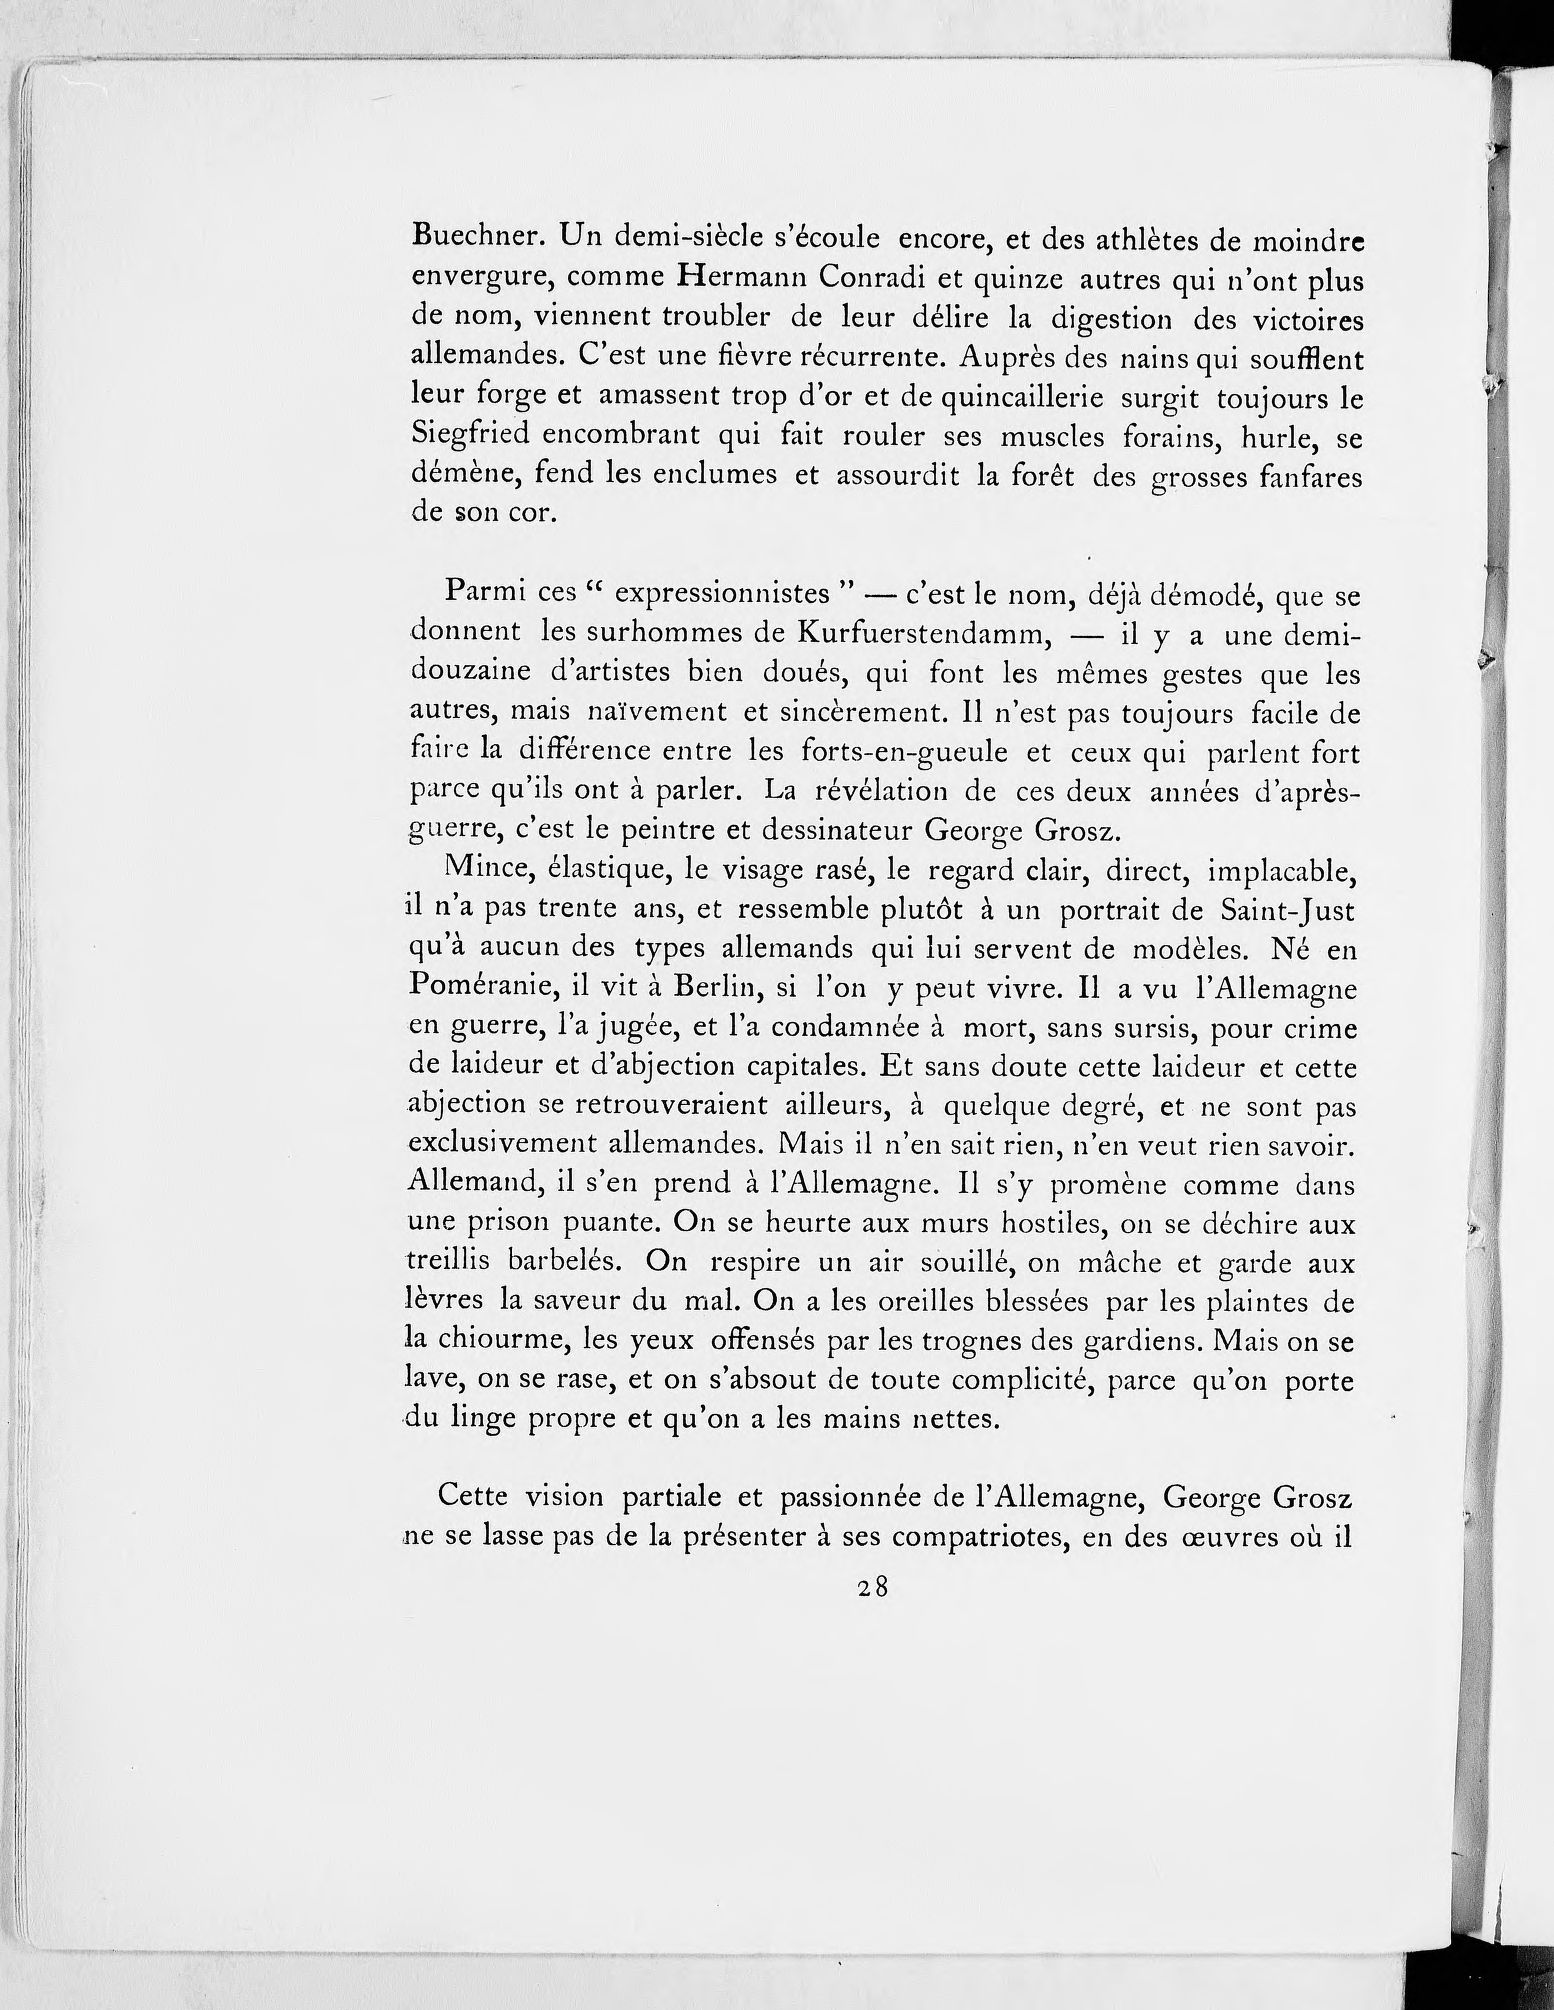 Buechner. Un demi-siècle s'écoule encore, et des athlètes de moindre
envergure, comme Hermann Conradi et quinze autres qui n'ont plus
de nom, viennent troubler de leur délire la digestion des victoires
allemandes. C'est une fièvre récurrente. Auprès des nains qui soufflent
leur forge et amassent trop d'or et de quincaillerie surgit toujours le
Siegfried encombrant qui fait rouler ses muscles forains, hurle, se
démène, fend les enclumes et assourdit la forêt des grosses fanfares
de son cor.
Parmi ces “ expressionnistes ” — c'est le nom, déjà démodé, que se
donnent les surhommes de Kurfuerstendamm, — il y a une demi-
douzaine d'artistes bien doués, qui font les mêmes gestes que les
autres, mais naïvement et sincèrement. Il n'est pas toujours facile de
faire la différence entre les forts-en-gueule et ceux qui parlent fort
parce qu'ils ont à parler. La révélation de ces deux années d'après-
guerre, c'est le peintre et dessinateur George Grosz.
Mince, élastique, le visage rasé, le regard clair, direct, implacable,
il n'a pas trente ans, et ressemble plutôt à un portrait de Saint-Just
qu'à aucun des types allemands qui lui servent de modèles. Né en
Poméranie, il vit à Berlin, si l'on y peut vivre. Il a vu l'Allemagne
en guerre, l'a jugée, et l'a condamnée à mort, sans sursis, pour crime
de laideur et d'abjection capitales. Et sans doute cette laideur et cette
abjection se retrouveraient ailleurs, à quelque degré, et ne sont pas
exclusivement allemandes. Mais il n'en sait rien, n'en veut rien savoir.
Allemand, il s'en prend à l'Allemagne. Il s'y promène comme dans
une prison puante. On se heurte aux murs hostiles, on se déchire aux
treillis barbelés. On respire un air souillé, on mâche et garde aux
lèvres la saveur du mal. On a les oreilles blessées par les plaintes de
la chiourme, les yeux offensés par les trognes des gardiens. Mais on se
lave, on se rase, et on s'absout de toute complicité, parce qu'on porte
du linge propre et qu'on a les mains nettes.
Cette vision partiale et passionnée de l'Allemagne, George Grosz
ne se lasse pas de la présenter à ses compatriotes, en des œuvres où il
28